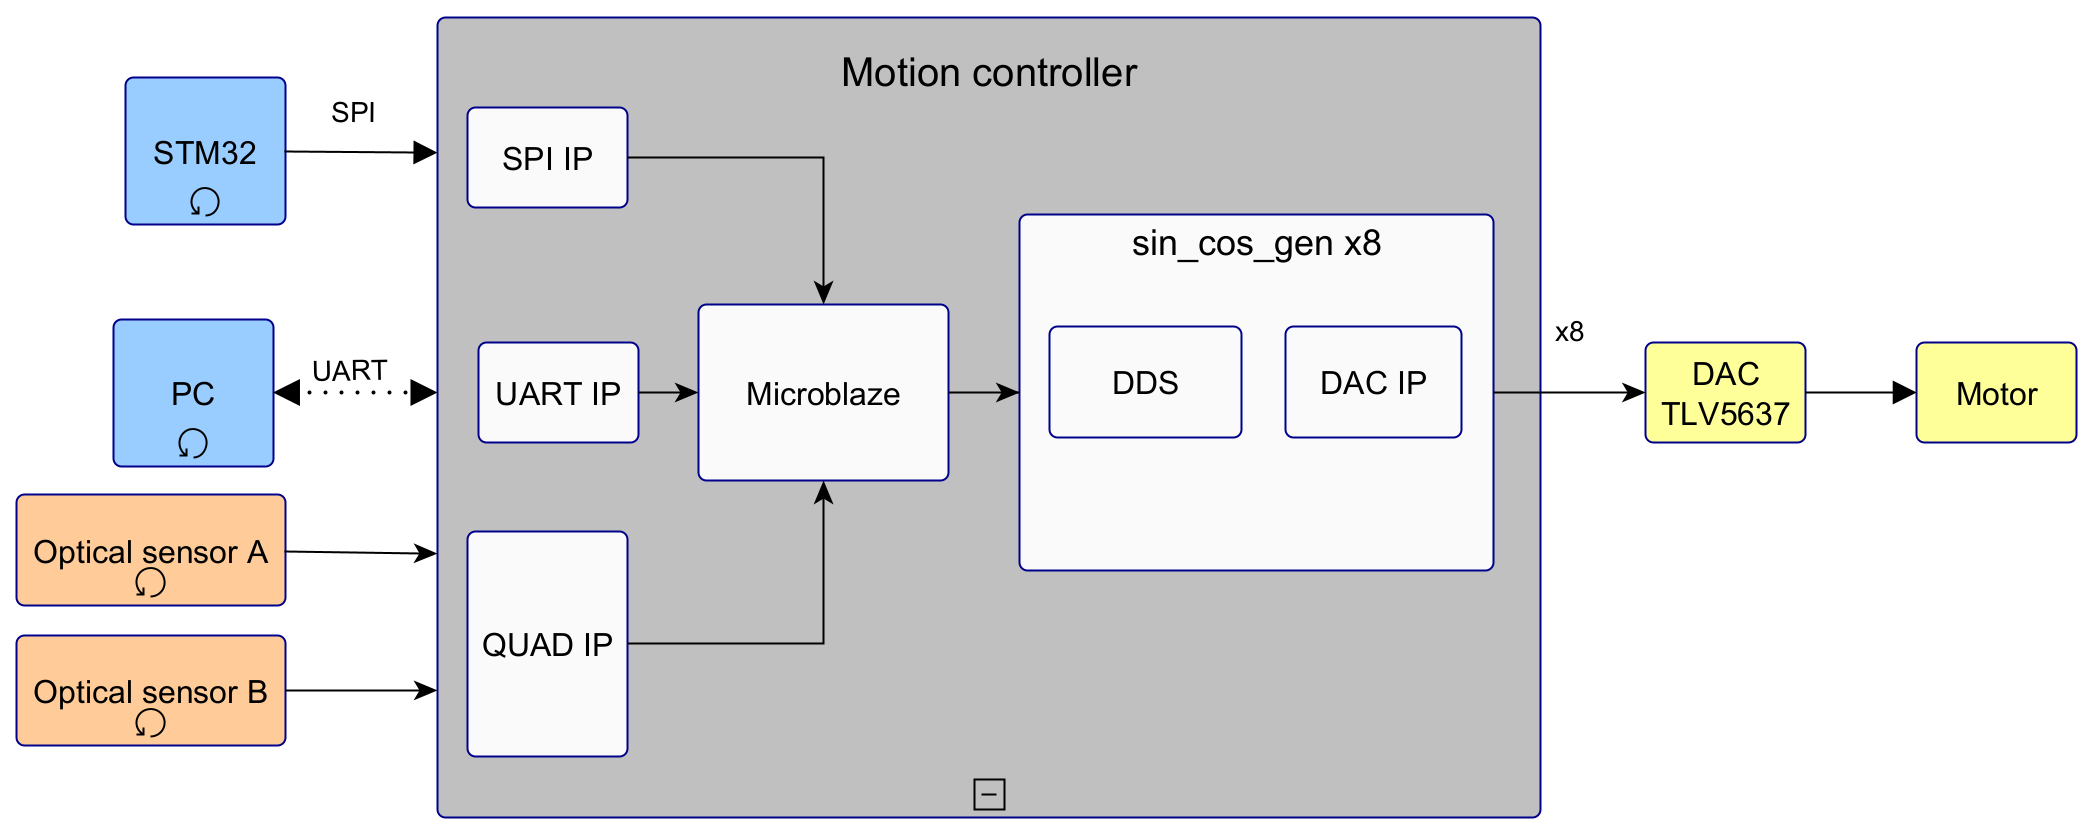 Motion controller
STM32
SPI
SPI IP
sin_cos_gen x8
PC
UART
UART IP
Microblaze
DDS
DAC IP
x8
DAC
TLV5637
Motor
Optical sensor A
Optical sensor B
QUAD IP